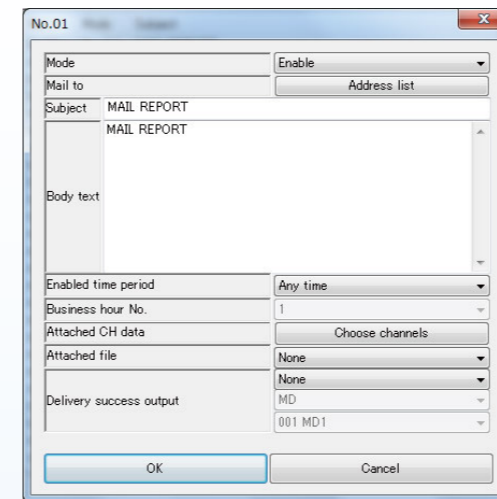 No.01
Mode Enable
Mail to Address list
Subject MAIL REPORT
MAIL REPORT
Body text
Enabled time period Any time
Business hour No. 1
Attached CH data Choose channels
Attached file None
None
Delivery success output MD
001 MD1
OK Cancel